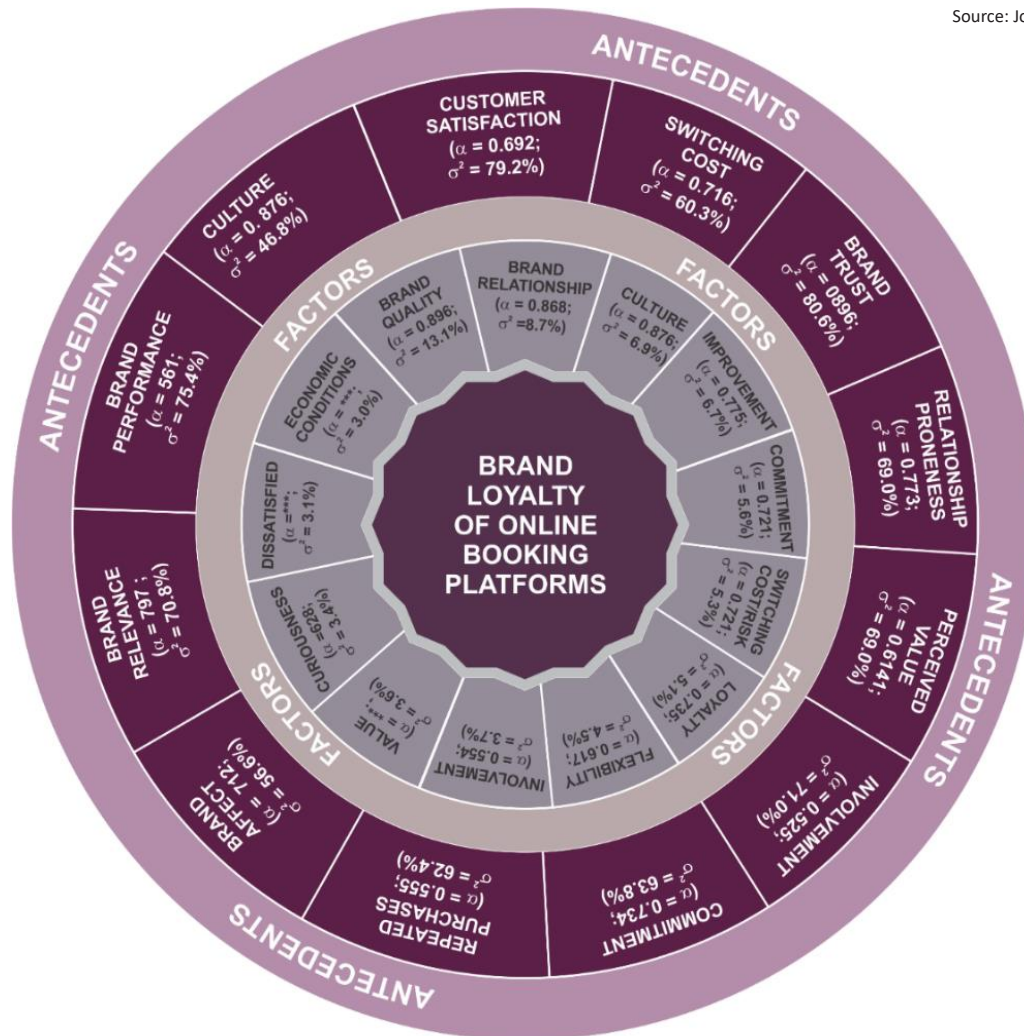 Source: Jo
ANTECEDENTS
CUSTOMER
SATISFACTION
(α = 0.692;
σ² = 79.2%)
SWITCHING
COST
(α = 0.716;
σ² = 60.3%)
BRAND
TRUST
(α = 0896;
σ² = 80.6%)
RELATIONSHIP
PRONENESS
(α = 0.773;
σ² = 69.0%)
ANTECEDENTS
PERCEIVED
VALUE
(α = 0.6141;
σ² = 69.0%)
INVOLVEMENT
(α = 0.525;
σ² = 71.0%)
COMMITMENT
(α = 0.734;
σ² = 63.8%)
REPEATED
PURCHASES
(α = 0.555;
σ² = 62.4%)
ANTECEDENTS
BRAND
AFFECT
(α = 712;
σ² = 56.6%)
BRAND
RELEVANCE
(α = 797 ;
σ² = 70.8%)
ANTECEDENTS
BRAND
PERFORMANCE
(α = 561;
σ² = 75.4%)
CULTURE
(α = 0. 876;
σ² = 46.8%)
FACTORS
BRAND
RELATIONSHIP
(α = 0.868;
σ² =8.7%)
FACTORS
CULTURE
(α = 0.876;
σ² = 6.9%)
IMPROVEMENT
(α = 0.775;
σ² = 6.7%)
COMMITMENT
(α = 0.721;
σ² = 5.6%)
SWITCHING
COST/RISK
(α = 0.721;
σ² = 5.3%)
FACTORS
LOYALTY
(α = 0.735;
σ² = 5.1%)
FLEXIBILITY
(α = 0.617;
σ² = 4.5%)
INVOLVEMENT
(α = 0.554;
σ² = 3.7%)
VALUE
(α = ***;
σ² = 3.6%)
FACTORS
CURIOUSNESS
(α =628;
σ² = 3.4%)
DISSATISFIED
(α =***;
σ² = 3.1%)
ECONOMIC
CONDITIONS
(α = ***;
σ² = 3.0%)
BRAND
QUALITY
(α = 0.896;
σ² = 13.1%)
BRAND
LOYALTY
OF ONLINE
BOOKING
PLATFORMS